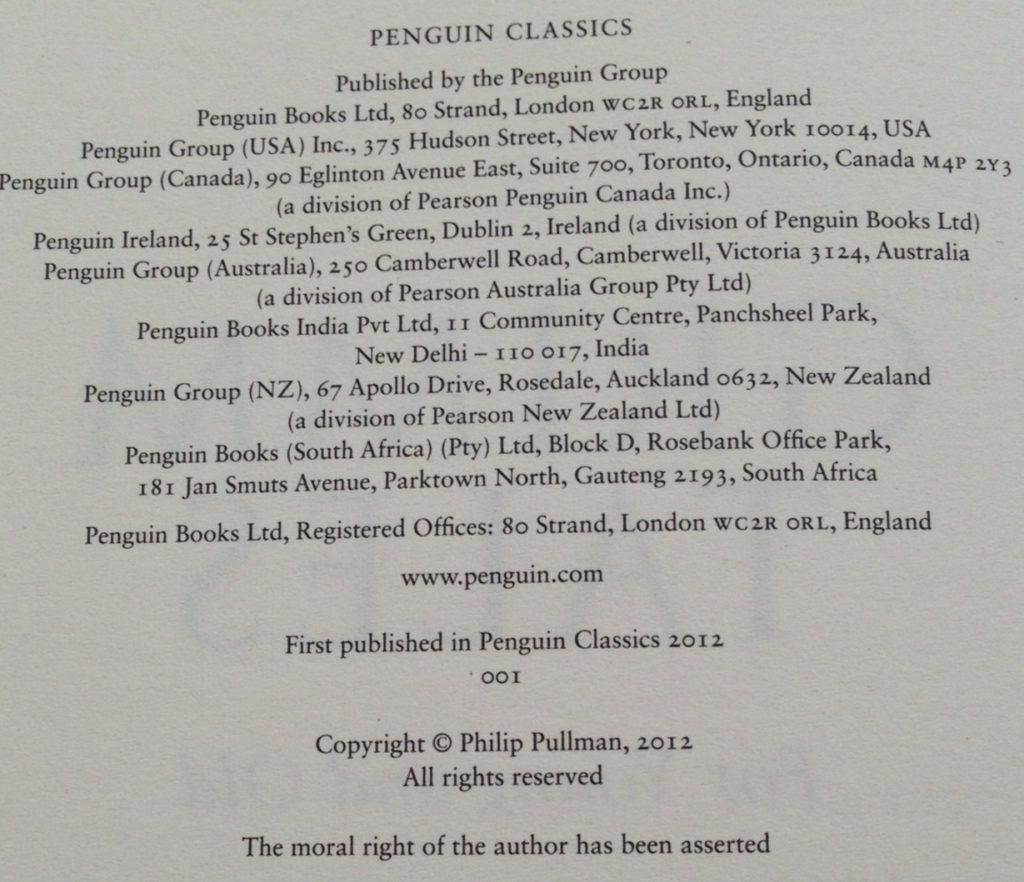 PENGUIN CLASSICS
Published by the Penguin Group
Penguin Books Ltd, 80 Strand, London WC2R ORL, England
Penguin Group (USA) Inc., 375 Hudson Street, New York, New York 10014, USA
Penguin Group (Canada), 90 Eglinton Avenue East, Suite 700, Toronto, Ontario, Canada M4P 2Y3
(a division of Pearson Penguin Canada Inc.)
Penguin Ireland, 25 St Stephen's Green, Dublin 2, Ireland (a division of Penguin Books Ltd)
Penguin Group (Australia), 250 Camberwell Road, Camberwell, Victoria 3124, Australia
(a division of Pearson Australia Group Pty Ltd)
Penguin Books India Pvt Ltd, 11 Community Centre, Panchsheel Park,
New Delhi – 110 017, India
Penguin Group (NZ), 67 Apollo Drive, Rosedale, Auckland 0632, New Zealand
(a division of Pearson New Zealand Ltd)
Penguin Books (South Africa) (Pty) Ltd, Block D, Rosebank Office Park,
181 Jan Smuts Avenue, Parktown North, Gauteng 2193, South Africa
Penguin Books Ltd, Registered Offices: 80 Strand, London WC2R ORL, England
www.penguin.com
First published in Penguin Classics 2012
001
Copyright © Philip Pullman, 2012
All rights reserved
The moral right of the author has been asserted